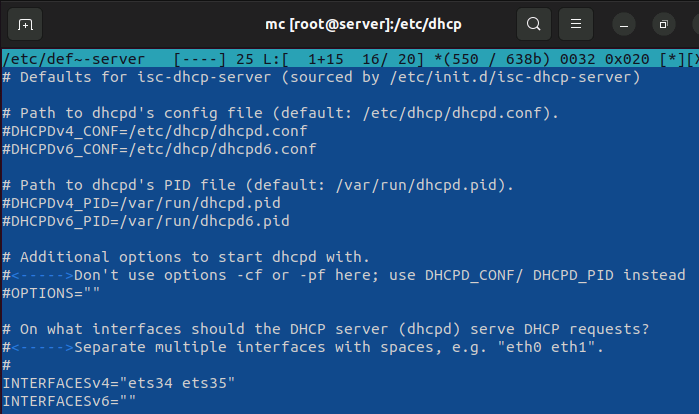 mc [root@server]:/etc/dhcp
/etc/def~-server   [----] 25 L:[  1+15  16/ 20] *(550 / 638b) 0032 0x020 [*][X
# Defaults for isc-dhcp-server (sourced by /etc/init.d/isc-dhcp-server)
# Path to dhcpd's config file (default: /etc/dhcp/dhcpd.conf).
#DHCPDv4_CONF=/etc/dhcp/dhcpd.conf
#DHCPDv6_CONF=/etc/dhcp/dhcpd6.conf
# Path to dhcpd's PID file (default: /var/run/dhcpd.pid).
#DHCPDv4_PID=/var/run/dhcpd.pid
#DHCPDv6_PID=/var/run/dhcpd6.pid
# Additional options to start dhcpd with.
#<----->Don't use options -cf or -pf here; use DHCPD_CONF/ DHCPD_PID instead
#OPTIONS=""
# On what interfaces should the DHCP server (dhcpd) serve DHCP requests?
#<----->Separate multiple interfaces with spaces, e.g. "eth0 eth1".
#
INTERFACESv4="ets34 ets35"
INTERFACESv6=""